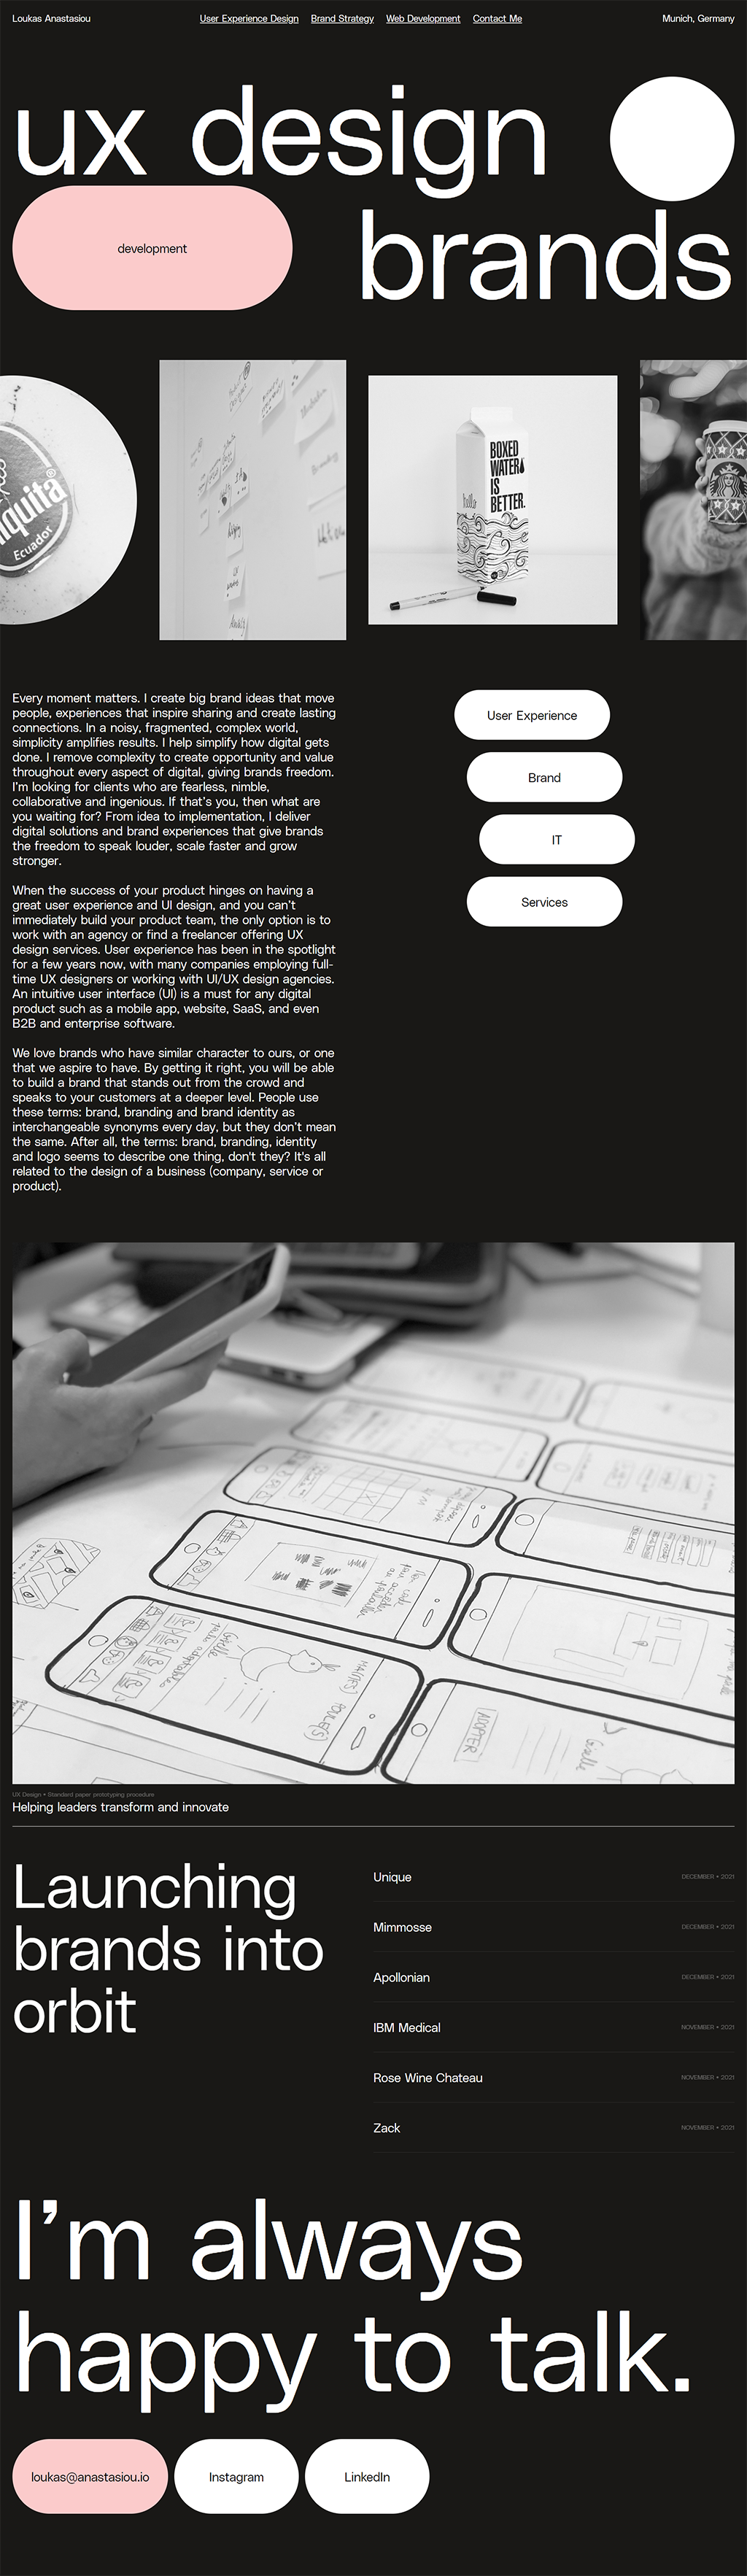 Loukas Anastasiou
User Experience Design
Brand Strategy
Web Development
Contact Me
Munich, Germany
ux design
development
brands
quita®
Ecuador
BOXED
WATER
IS
BETTER.
hello
Every moment matters. I create big brand ideas that move
people, experiences that inspire sharing and create lasting
connections. In a noisy, fragmented, complex world,
simplicity amplifies results. I help simplify how digital gets
done. I remove complexity to create opportunity and value
throughout every aspect of digital, giving brands freedom.
I'm looking for clients who are fearless, nimble,
collaborative and ingenious. If that's you, then what are
you waiting for? From idea to implementation, I deliver
digital solutions and brand experiences that give brands
the freedom to speak louder, scale faster and grow
stronger.
When the success of your product hinges on having a
great user experience and UI design, and you can't
immediately build your product team, the only option is to
work with an agency or find a freelancer offering UX
design services. User experience has been in the spotlight
for a few years now, with many companies employing full-
time UX designers or working with UI/UX design agencies.
An intuitive user interface (UI) is a must for any digital
product such as a mobile app, website, SaaS, and even
B2B and enterprise software.
We love brands who have similar character to ours, or one
that we aspire to have. By getting it right, you will be able
to build a brand that stands out from the crowd and
speaks to your customers at a deeper level. People use
these terms: brand, branding and brand identity as
interchangeable synonyms every day, but they don't mean
the same. After all, the terms: brand, branding, identity
and logo seems to describe one thing, don't they? It's all
related to the design of a business (company, service or
product).
User Experience
Brand
IT
Services
UX Design • Standard paper prototyping procedure
Helping leaders transform and innovate
Launching
brands into
orbit
Unique
DECEMBER • 2021
Mimmosse
DECEMBER • 2021
Apollonian
DECEMBER • 2021
IBM Medical
NOVEMBER • 2021
Rose Wine Chateau
NOVEMBER • 2021
Zack
NOVEMBER • 2021
I'm always
happy to talk.
loukas@anastasiou.io
Instagram
LinkedIn